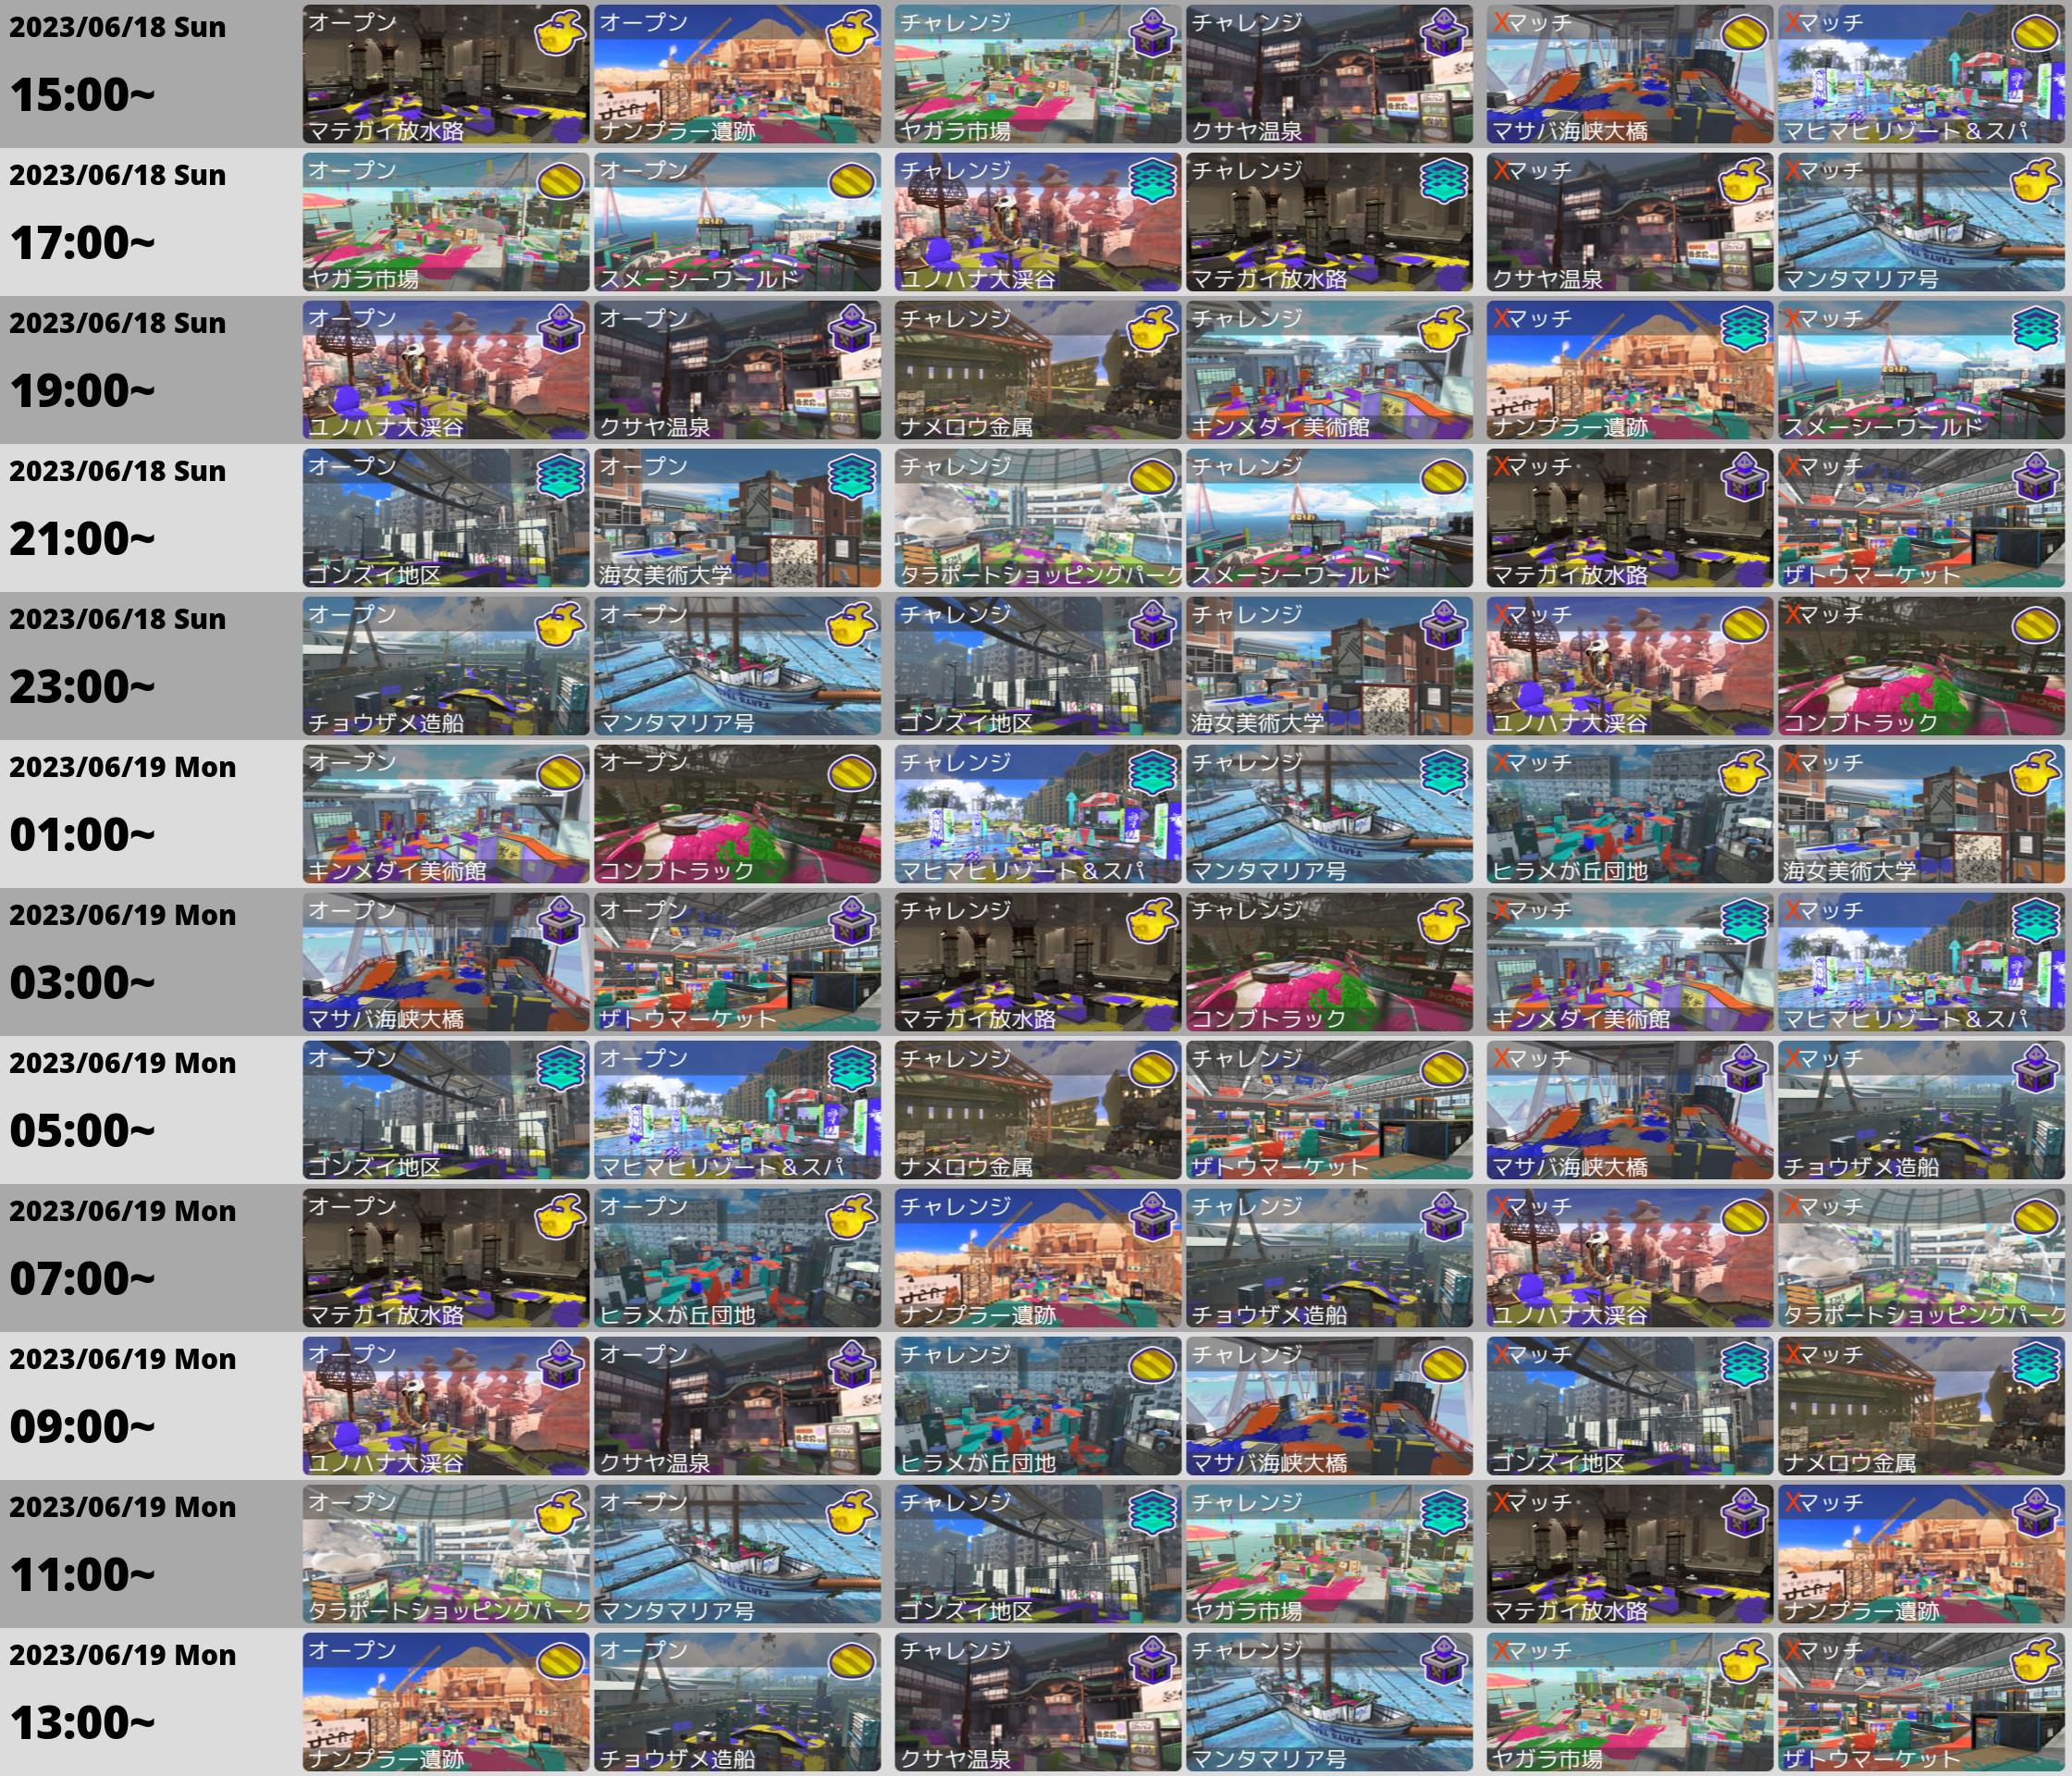 2023/06/18 Sun
15:00~
オープン オープン チャレンジ チャレンジ Xマッチ Xマッチ
マテガイ放水路 ナンプラー遺跡 ヤガラ市場 クサヤ温泉 マサバ海峡大橋 マヒマヒリゾート＆スパ
2023/06/18 Sun
17:00~
オープン オープン チャレンジ チャレンジ Xマッチ Xマッチ
ヤガラ市場 スメーシーワールド ユノハナ大渓谷 マテガイ放水路 クサヤ温泉 マンタマリア号
2023/06/18 Sun
19:00~
オープン オープン チャレンジ チャレンジ Xマッチ Xマッチ
ユノハナ大渓谷 クサヤ温泉 ナメロウ金属 キンメダイ美術館 ナンプラー遺跡 スメーシーワールド
2023/06/18 Sun
21:00~
オープン オープン チャレンジ チャレンジ Xマッチ Xマッチ
ゴンズイ地区 海女美術大学 タラポートショッピングパーク スメーシーワールド マテガイ放水路 ザトウマーケット
2023/06/18 Sun
23:00~
オープン オープン チャレンジ チャレンジ Xマッチ Xマッチ
チョウザメ造船 マンタマリア号 ゴンズイ地区 海女美術大学 ユノハナ大渓谷 コンブトラック
2023/06/19 Mon
01:00~
オープン オープン チャレンジ チャレンジ Xマッチ Xマッチ
キンメダイ美術館 コンブトラック マヒマヒリゾート＆スパ マンタマリア号 ヒラメが丘団地 海女美術大学
2023/06/19 Mon
03:00~
オープン オープン チャレンジ チャレンジ Xマッチ Xマッチ
マサバ海峡大橋 ザトウマーケット マテガイ放水路 コンブトラック キンメダイ美術館 マヒマヒリゾート＆スパ
2023/06/19 Mon
05:00~
オープン オープン チャレンジ チャレンジ Xマッチ Xマッチ
ゴンズイ地区 マヒマヒリゾート＆スパ ナメロウ金属 ザトウマーケット マサバ海峡大橋 チョウザメ造船
2023/06/19 Mon
07:00~
オープン オープン チャレンジ チャレンジ Xマッチ Xマッチ
マテガイ放水路 ヒラメが丘団地 ナンプラー遺跡 チョウザメ造船 ユノハナ大渓谷 タラポートショッピングパーク
2023/06/19 Mon
09:00~
オープン オープン チャレンジ チャレンジ Xマッチ Xマッチ
ユノハナ大渓谷 クサヤ温泉 ヒラメが丘団地 マサバ海峡大橋 ゴンズイ地区 ナメロウ金属
2023/06/19 Mon
11:00~
オープン オープン チャレンジ チャレンジ Xマッチ Xマッチ
タラポートショッピングパーク マンタマリア号 ゴンズイ地区 ヤガラ市場 マテガイ放水路 ナンプラー遺跡
2023/06/19 Mon
13:00~
オープン オープン チャレンジ チャレンジ Xマッチ Xマッチ
ナンプラー遺跡 チョウザメ造船 クサヤ温泉 マンタマリア号 ヤガラ市場 ザトウマーケット